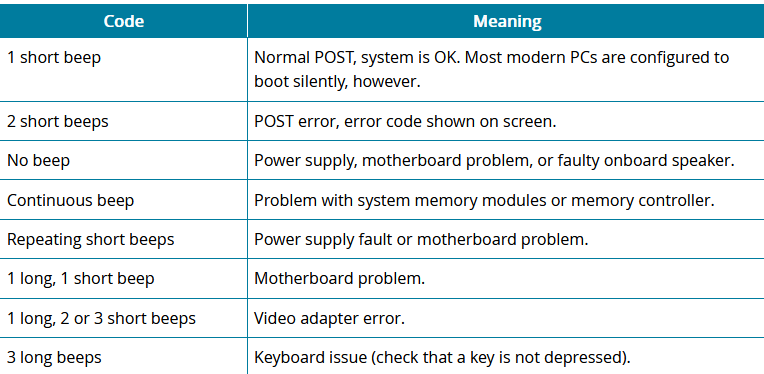 Code Meaning
1 short beep Normal POST, system is OK. Most modern PCs are configured to
boot silently, however.
2 short beeps POST error, error code shown on screen.
No beep Power supply, motherboard problem, or faulty onboard speaker.
Continuous beep Problem with system memory modules or memory controller.
Repeating short beeps Power supply fault or motherboard problem.
1 long, 1 short beep Motherboard problem.
1 long, 2 or 3 short beeps Video adapter error.
3 long beeps Keyboard issue (check that a key is not depressed).